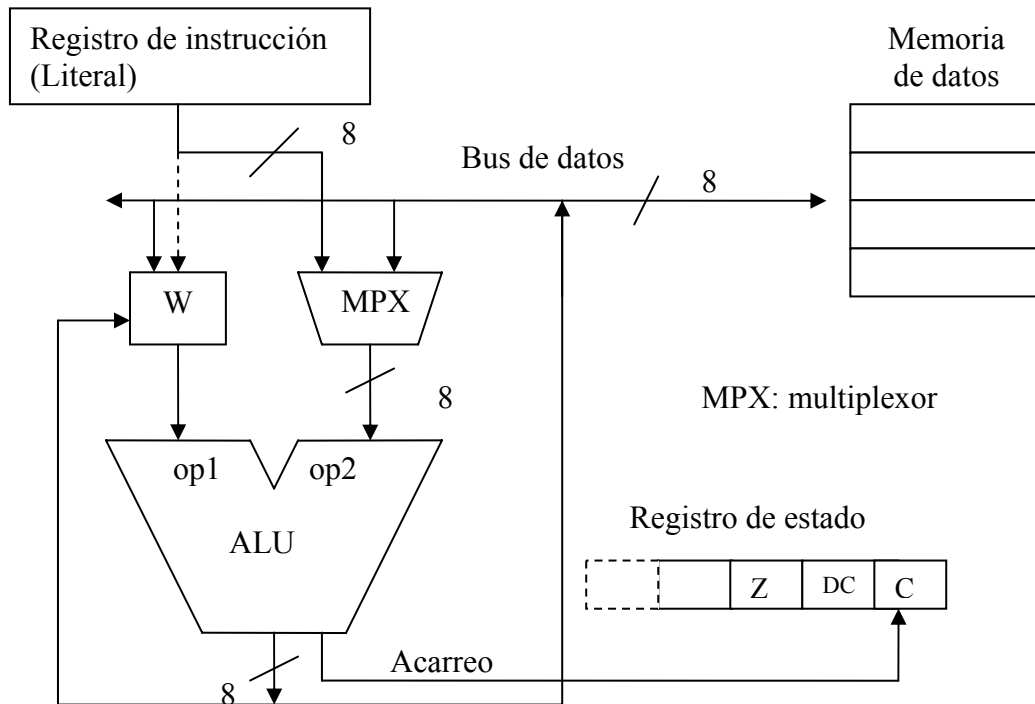 Registro de instrucción
(Literal)
Memoria
de datos
8
Bus de datos
8
W
MPX
8
MPX: multiplexor
op1
op2
ALU
Registro de estado
Z
DC
C
Acarreo
8